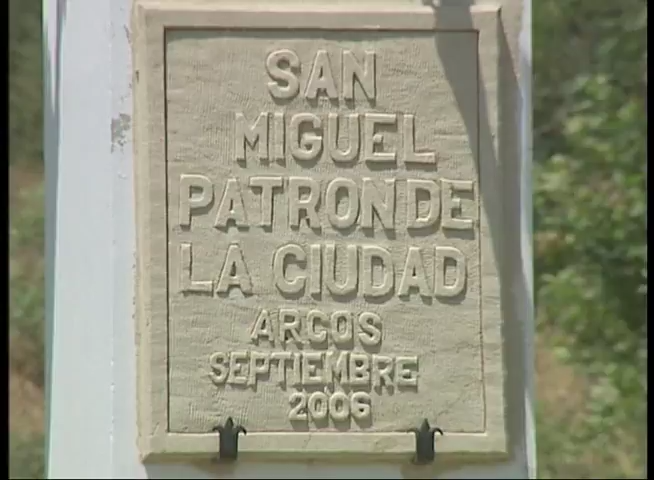 SAN
MIGUEL
PATRON DE
LA CIUDAD
ARCOS
SEPTIEMBRE
2006